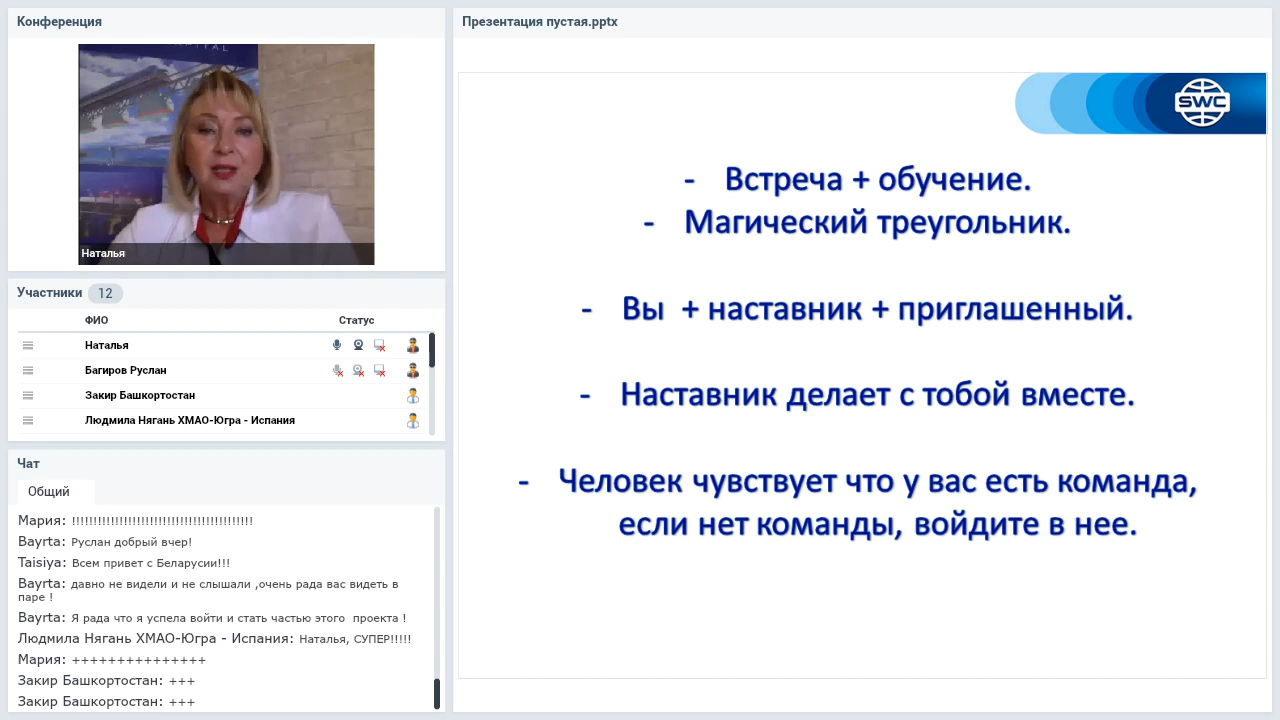 Конференция
ITAL
Наталья
Участники 12
ФИО Статус
Наталья
Багиров Руслан
Закир Башкортостан
Людмила Нягань ХМАО-Югра - Испания
Чат
Общий
Мария: !!!!!!!!!!!!!!!!!!!!!!!!!!!!!!!!!!!!!!!!!!!
Bayrta: Руслан добрый вчер!
Taisiya: Всем привет с Беларусии!!!
Bayrta: давно не видели и не слышали ,очень рада вас видеть в
паре !
Bayrta: Я рада что я успела войти и стать частью этого проекта !
Людмила Нягань ХМАО-Югра - Испания: Наталья, СУПЕР!!!!!
Мария: +++++++++++++++
Закир Башкортостан: +++
Закир Башкортостан: +++
Презентация пустая.pptx
SWC
- Встреча + обучение.
- Магический треугольник.
- Вы + наставник + приглашенный.
- Наставник делает с тобой вместе.
- Человек чувствует что у вас есть команда,
если нет команды, войдите в нее.